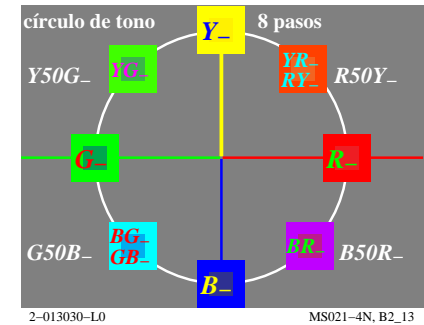 círculo de tono 8 pasos
Y–
YG–
YR–
RY–
Y50G–
R50Y–
G–
R–
BG–
GB–
BR–
G50B–
B50R–
B–
2–013030–L0
MS021–4N, B2_13